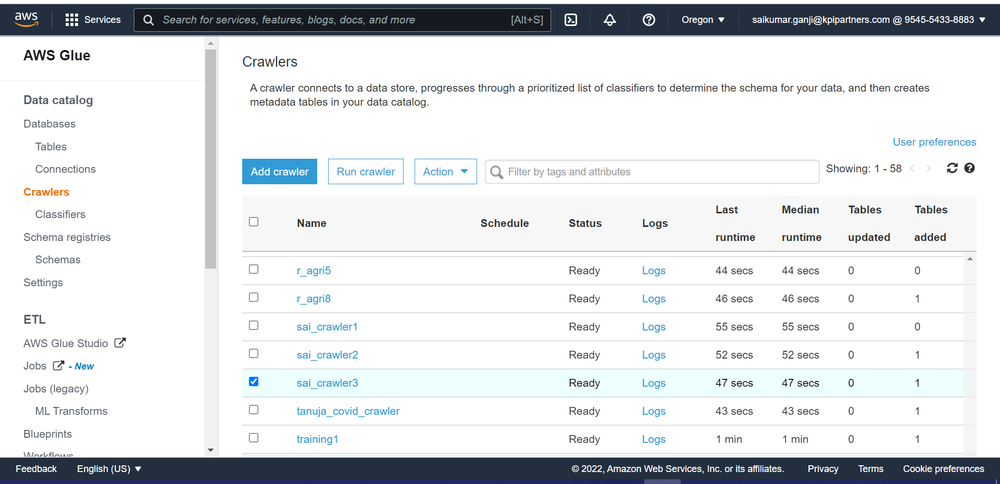 aws Services Search for services, features, blogs, docs, and more [Alt+S] Oregon ▼ saikumar.ganji@kpipartners.com @ 9545-5433-8883 ▼
AWS Glue
Data catalog
Databases
Tables
Connections
Crawlers
Classifiers
Schema registries
Schemas
Settings
ETL
AWS Glue Studio
Jobs - New
Jobs (legacy)
ML Transforms
Blueprints
Workflows
Crawlers
A crawler connects to a data store, progresses through a prioritized list of classifiers to determine the schema for your data, and then creates
metadata tables in your data catalog.
User preferences
Add crawler Run crawler Action Filter by tags and attributes Showing: 1 - 58 < >
Name Schedule Status Logs Last runtime Median runtime Tables updated Tables added
r_agri5 Ready Logs 44 secs 44 secs 0 0
r_agri8 Ready Logs 46 secs 46 secs 0 1
sai_crawler1 Ready Logs 55 secs 55 secs 0 0
sai_crawler2 Ready Logs 52 secs 52 secs 0 1
sai_crawler3 Ready Logs 47 secs 47 secs 0 1
tanuja_covid_crawler Ready Logs 43 secs 43 secs 0 1
training1 Ready Logs 1 min 1 min 0 1
Feedback English (US) ▼ © 2022, Amazon Web Services, Inc. or its affiliates. Privacy Terms Cookie preferences